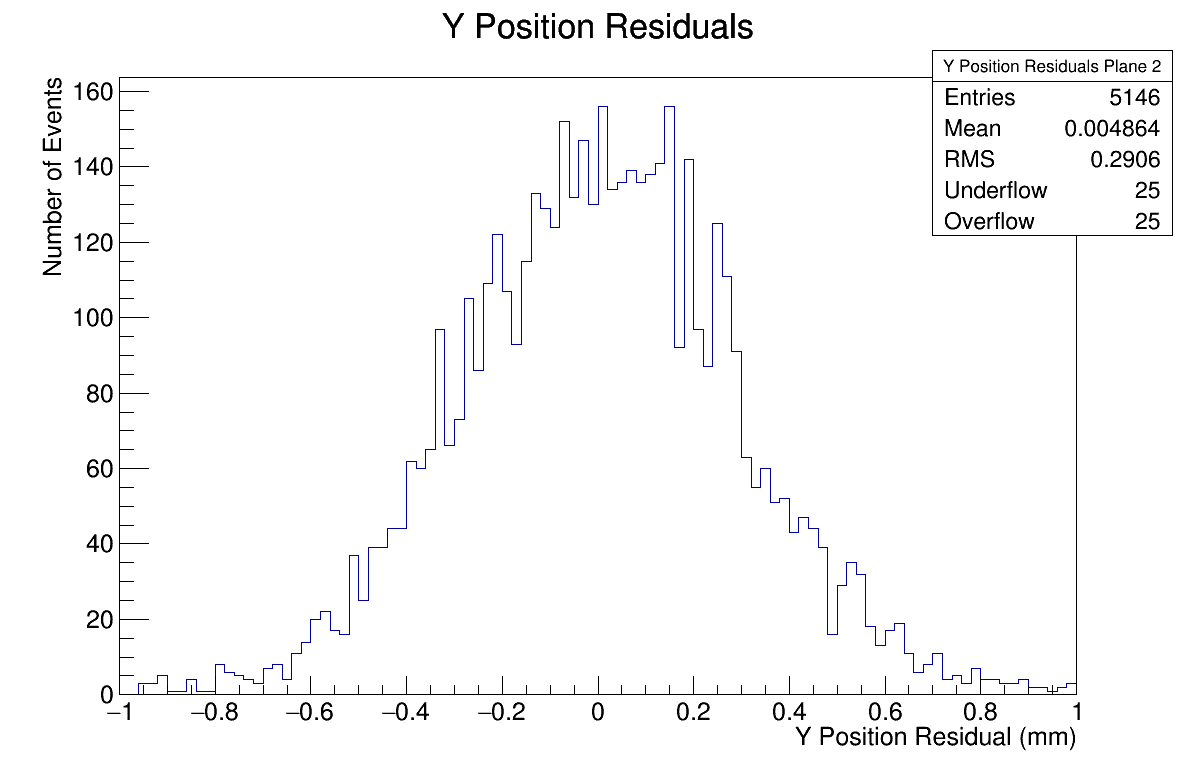 Y Position Residuals
Y Position Residuals Plane 2
Entries 5146
Mean 0.004864
RMS 0.2906
Underflow 25
Overflow 25
Number of Events
160
140
120
100
80
60
40
20
0
−1 −0.8 −0.6 −0.4 −0.2 0 0.2 0.4 0.6 0.8 1
Y Position Residual (mm)